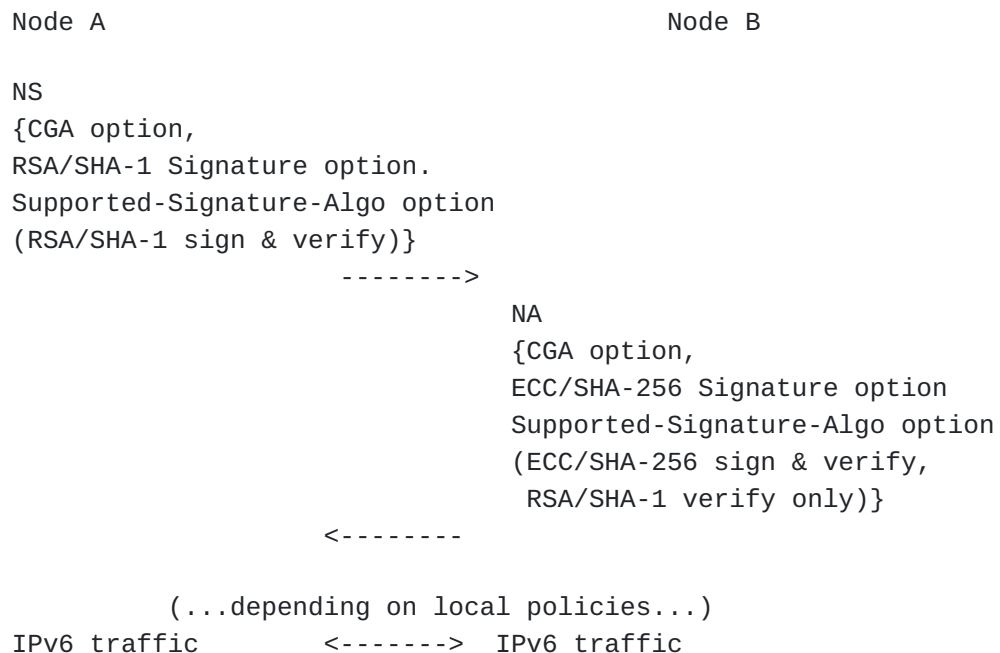 Node A                                    Node B

NS
{CGA option,
RSA/SHA-1 Signature option.
Supported-Signature-Algo option
(RSA/SHA-1 sign & verify)}
                     -------->
                                NA
                                {CGA option,
                                ECC/SHA-256 Signature option
                                Supported-Signature-Algo option
                                (ECC/SHA-256 sign & verify,
                                 RSA/SHA-1 verify only)}
                    <--------

          (...depending on local policies...)
IPv6 traffic        <------->  IPv6 traffic